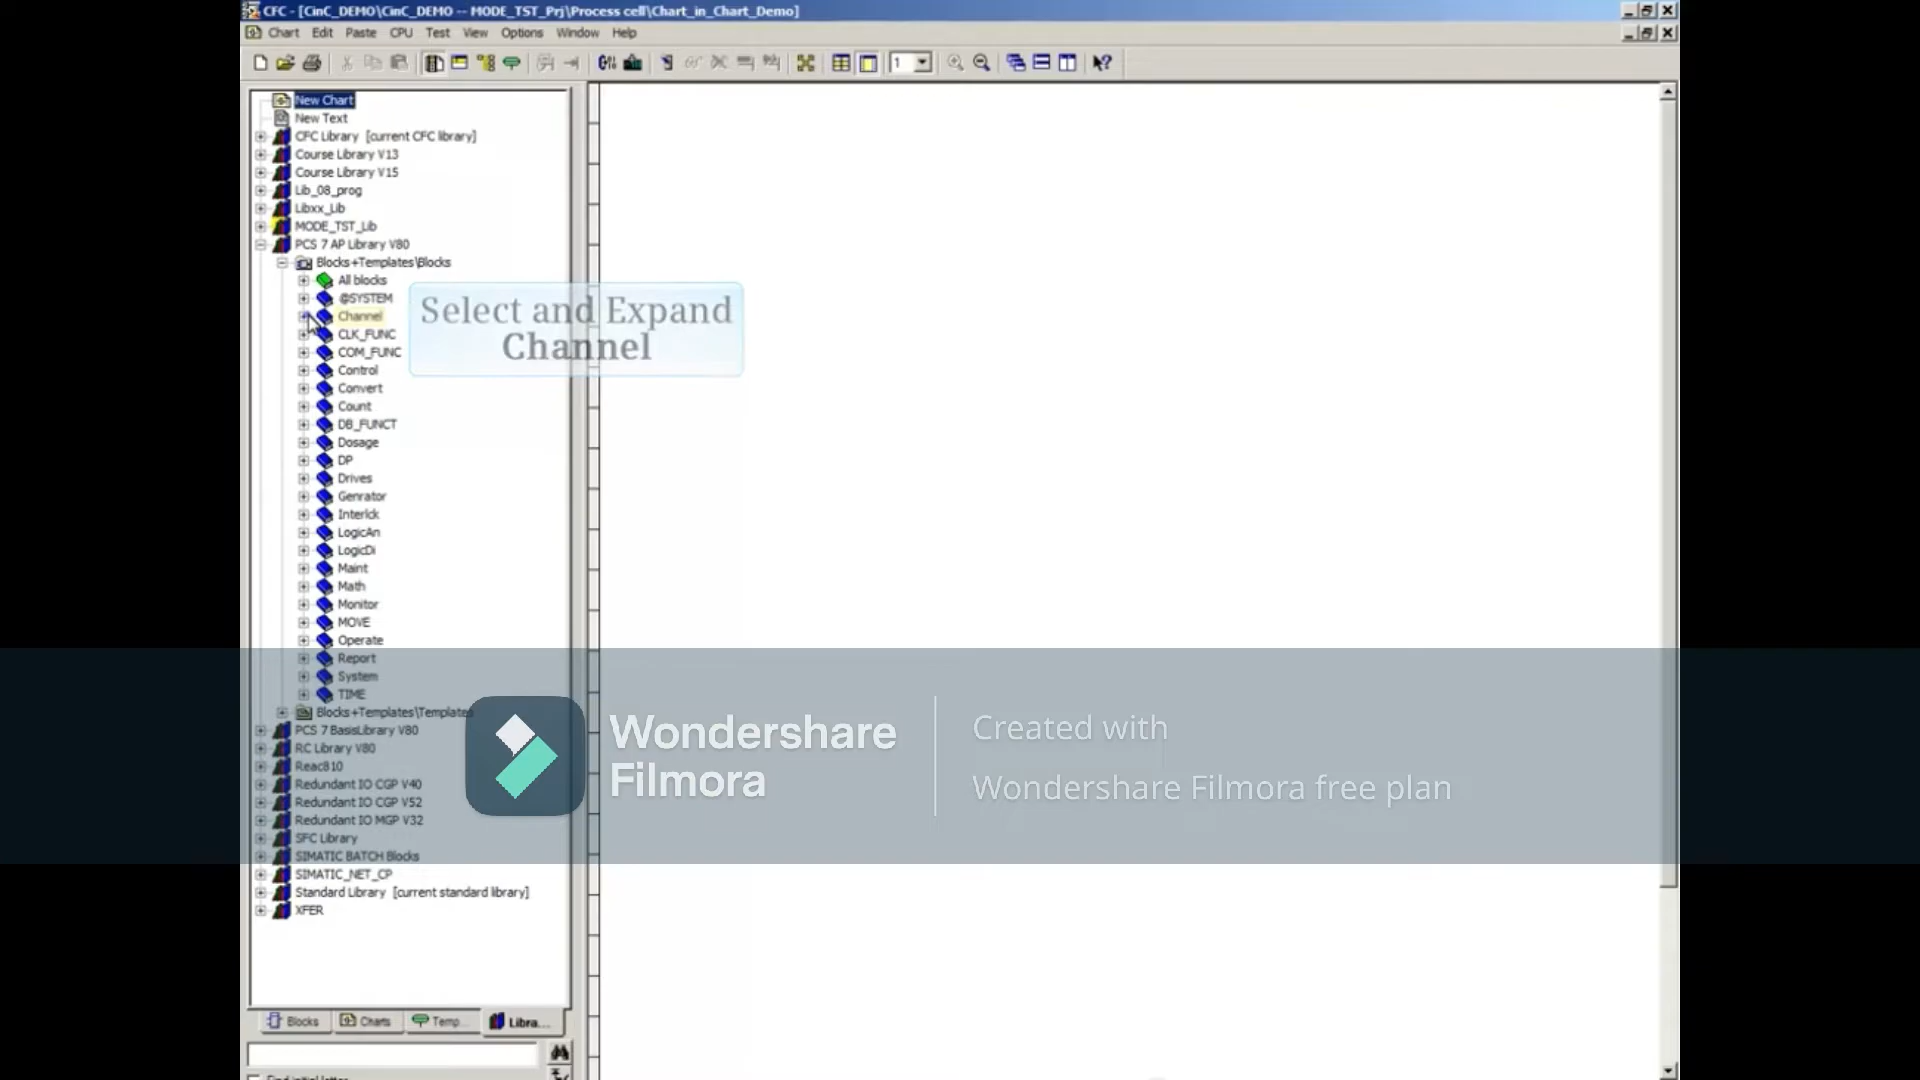 CFC - [CinC_DEMO\CinC_DEMO -- MODE_TST_Prj\Process cell\Chart_in_Chart_Demo]
Chart Edit Paste CPU Test View Options Window Help
1
New Chart
New Text
CFC Library [current CFC library]
Course Library V13
Course Library V15
Lib_08_prog
Libxx_Lib
MODE_TST_Lib
PCS 7 AP Library V80
Blocks+Templates\Blocks
All blocks
@SYSTEM
Channel
CLK_FUNC
COM_FUNC
Control
Convert
Count
DB_FUNCT
Dosage
DP
Drives
Genrator
Interlck
LogicAn
LogicDi
Maint
Math
Monitor
MOVE
Operate
Report
System
TIME
Blocks+Templates\Templates
PCS 7 BasisLibrary V80
RC Library V80
Reac810
Redundant IO CGP V40
Redundant IO CGP V52
Redundant IO MGP V32
SFC Library
SIMATIC BATCH Blocks
SIMATIC_NET_CP
Standard Library [current standard library]
XFER
Select and Expand
Channel
Wondershare
Filmora
Created with
Wondershare Filmora free plan
Blocks Charts Temp... Libra...